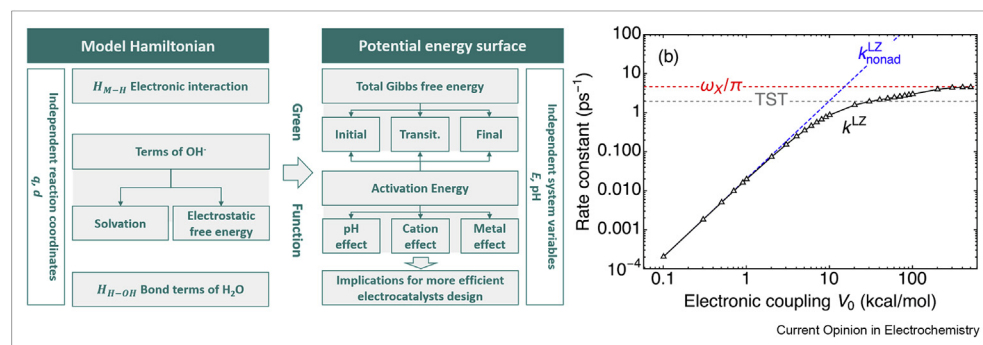 Model Hamiltonian
Independent reaction coordinates
q, d
H_{M-H} Electronic interaction
Terms of OH⁻
Solvation
Electrostatic
free energy
H_{H-OH} Bond terms of H₂O
Green
Function
Potential energy surface
Total Gibbs free energy
Initial
Transit.
Final
Activation Energy
pH
effect
Cation
effect
Metal
effect
Implications for more efficient
electrocatalysts design
Independent system variables
E, pH
(b)
k^{LZ}_{nonad}
ω_X/π
TST
k^{LZ}
Rate constant (ps⁻¹)
100
10
1
0.100
0.010
0.001
10⁻⁴
0.1
1
10
100
Electronic coupling V₀ (kcal/mol)
Current Opinion in Electrochemistry